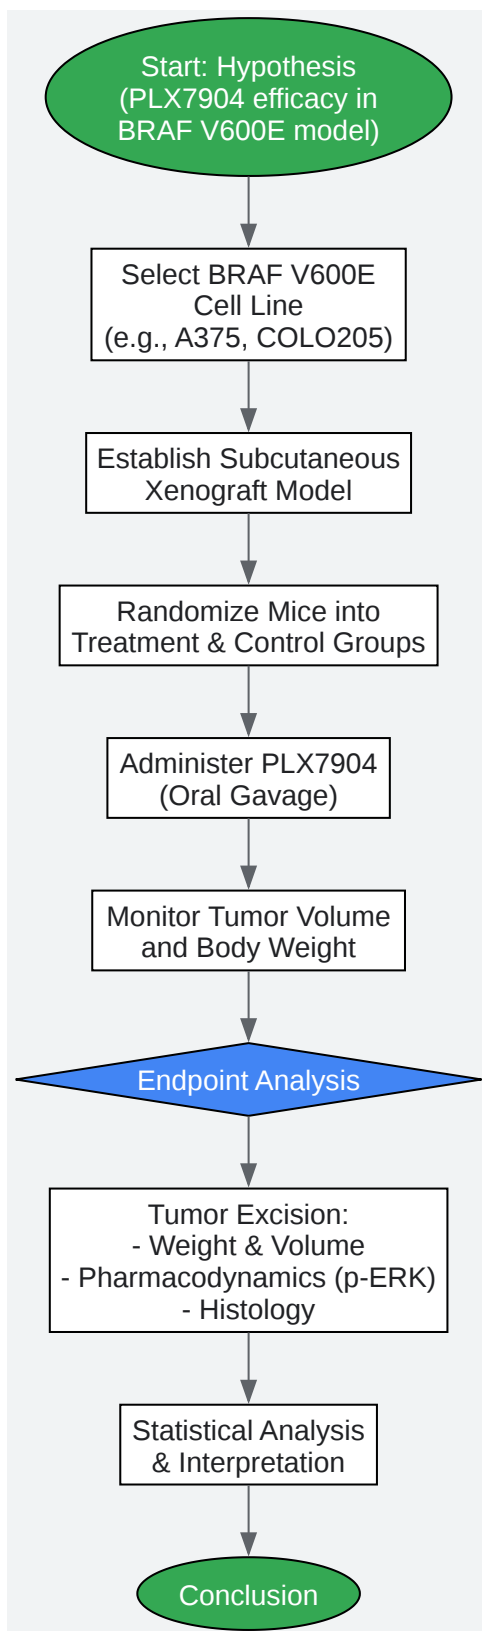 Start: Hypothesis
(PLX7904 efficacy in
BRAF V600E model)
Select BRAF V600E
Cell Line
(e.g., A375, COLO205)
Establish Subcutaneous
Xenograft Model
Randomize Mice into
Treatment & Control Groups
Administer PLX7904
(Oral Gavage)
Monitor Tumor Volume
and Body Weight
Endpoint Analysis
Tumor Excision:
- Weight & Volume
- Pharmacodynamics (p-ERK)
- Histology
Statistical Analysis
& Interpretation
Conclusion